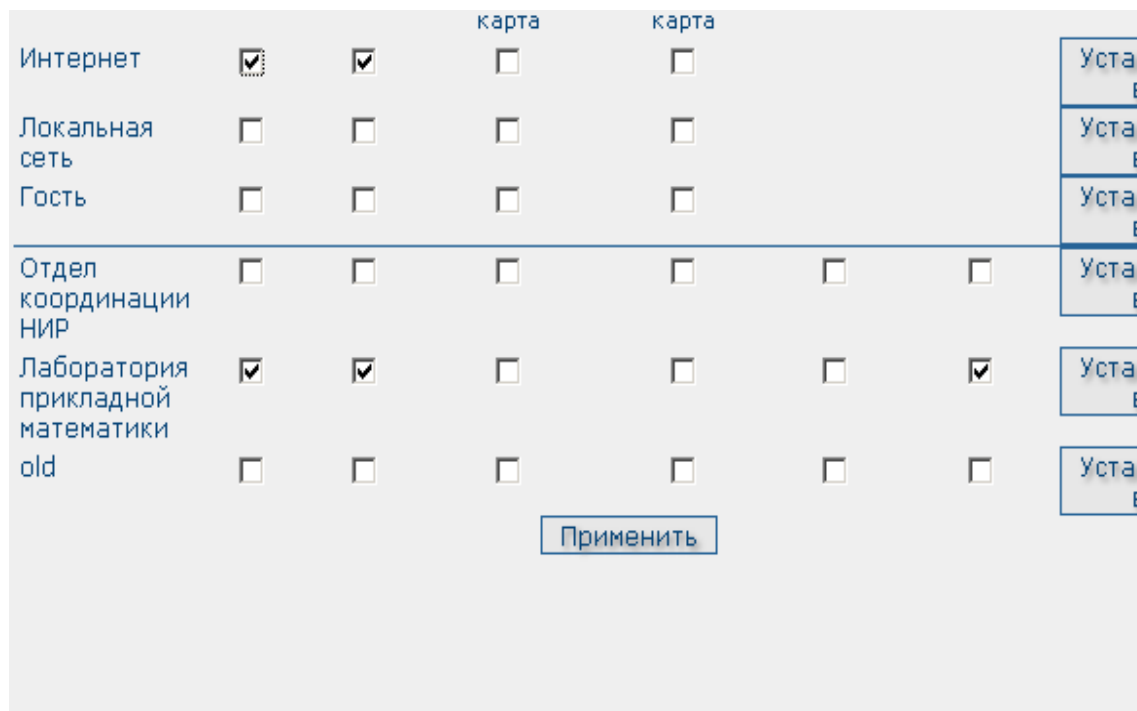 карта карта
Интернет
Уста
в
Локальная
сеть
Уста
в
Гость
Уста
в
Отдел
координации
НИР
Уста
в
Лаборатория
прикладной
математики
Уста
в
old
Уста
в
Применить